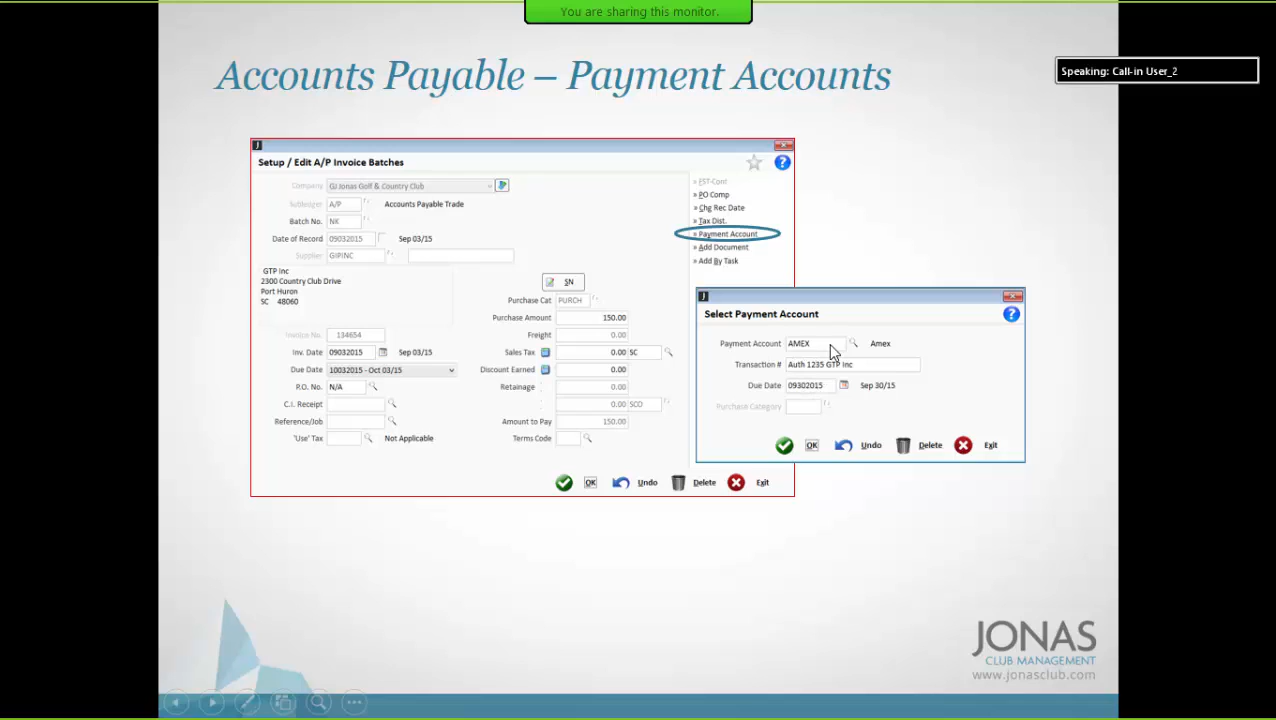 You are sharing this monitor.
Speaking: Call-in User_2
Accounts Payable – Payment Accounts
Setup / Edit A/P Invoice Batches
Company GJ Jonas Golf & Country Club
Subledger A/P Accounts Payable Trade
Batch No. NK
Date of Record 09032015 Sep 03/15
Supplier GIPINC
GTP Inc
2300 Country Club Drive
Port Huron
SC 48060
Invoice No. 134654
Inv. Date 09032015 Sep 03/15
Due Date 10032015 - Oct 03/15
P.O. No. N/A
C.I. Receipt
Reference/Job
'Use' Tax Not Applicable
SN
Purchase Cat PURCH
Purchase Amount 150.00
Freight 0.00
Sales Tax 0.00 SC
Discount Earned 0.00
Retainage 0.00
0.00 SCO
Amount to Pay 150.00
Terms Code
OK Undo Delete Exit
» FST-Cont
» PO Comp
» Chg Rec Date
» Tax Dist.
» Payment Account
» Add Document
» Add By Task
Select Payment Account
Payment Account AMEX Amex
Transaction # Auth 1235 GTP Inc
Due Date 09302015 Sep 30/15
Purchase Category
OK Undo Delete Exit
JONAS
CLUB MANAGEMENT
www.jonasclub.com